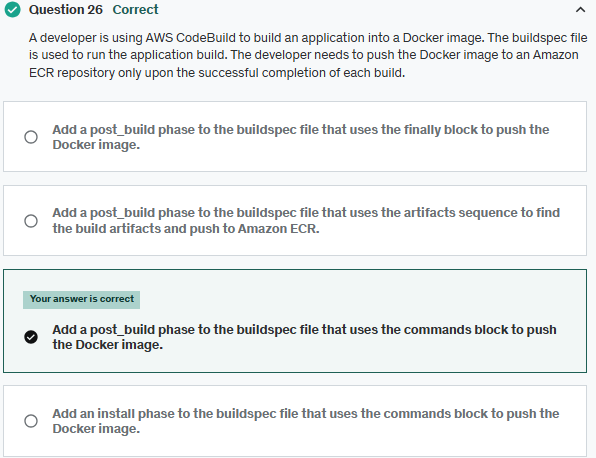 Question 26 Correct
A developer is using AWS CodeBuild to build an application into a Docker image. The buildspec file
is used to run the application build. The developer needs to push the Docker image to an Amazon
ECR repository only upon the successful completion of each build.
Add a post_build phase to the buildspec file that uses the finally block to push the
Docker image.
Add a post_build phase to the buildspec file that uses the artifacts sequence to find
the build artifacts and push to Amazon ECR.
Your answer is correct
Add a post_build phase to the buildspec file that uses the commands block to push
the Docker image.
Add an install phase to the buildspec file that uses the commands block to push the
Docker image.